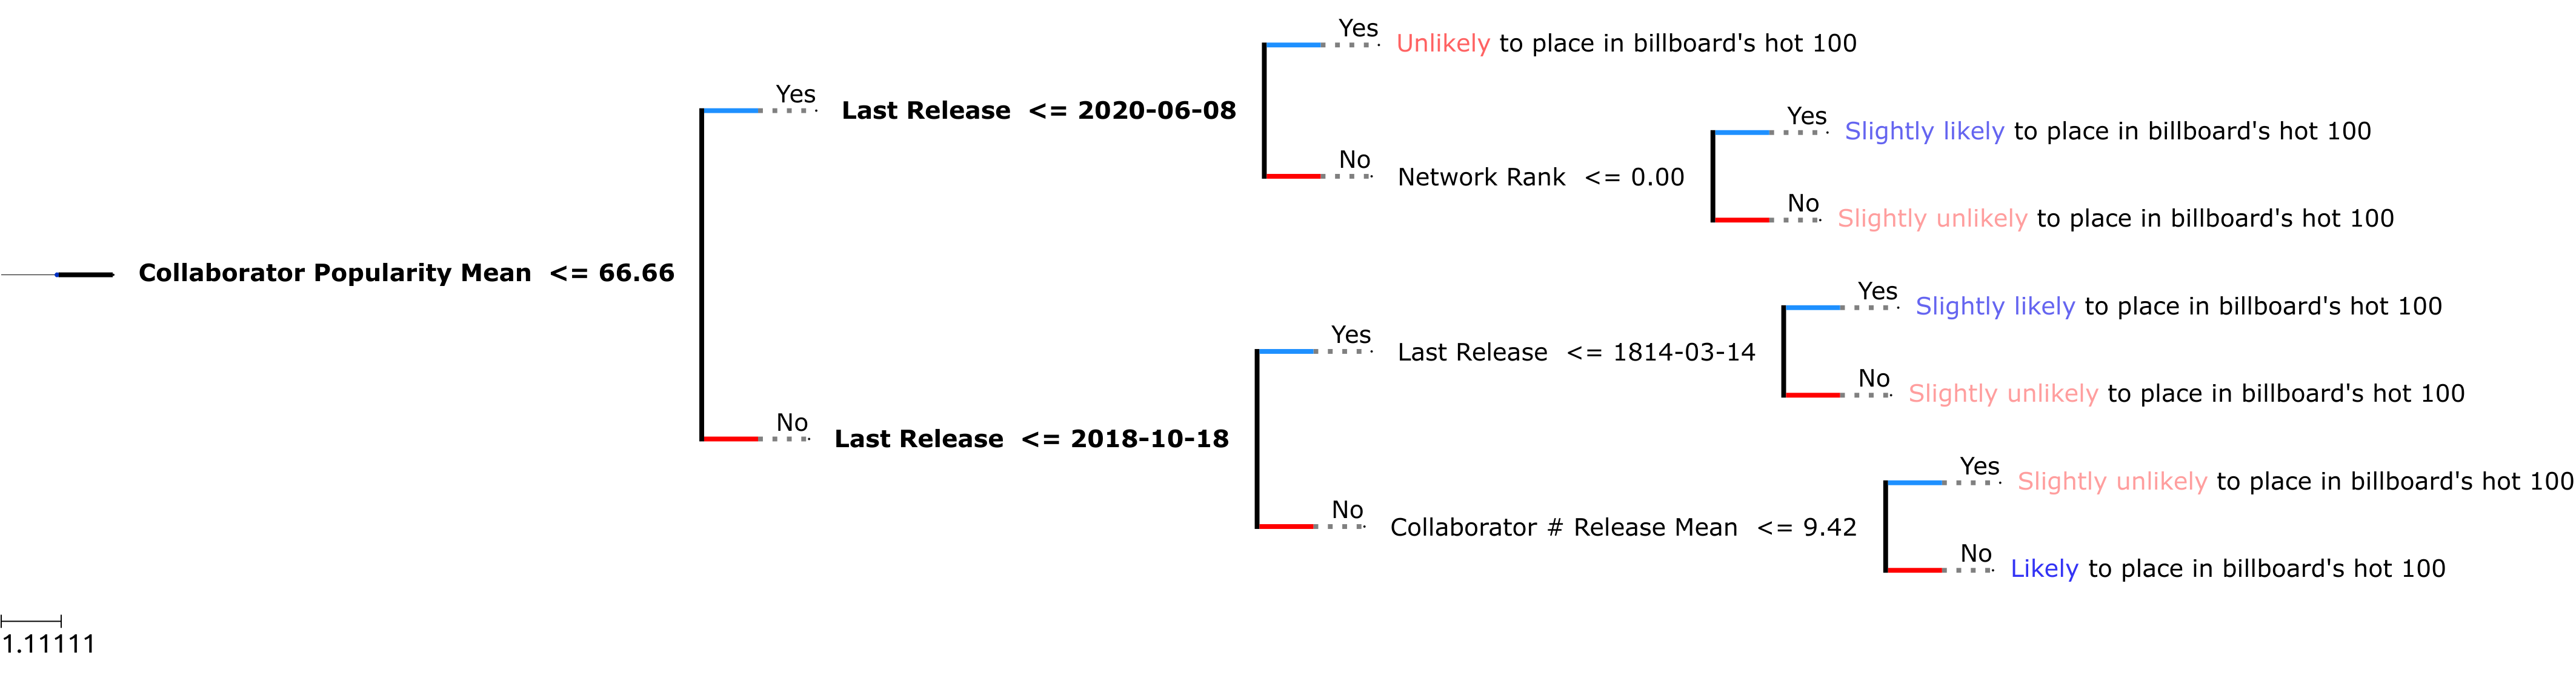 Yes
Unlikely to place in billboard's hot 100
Yes
Last Release <= 2020-06-08
Yes
Slightly likely to place in billboard's hot 100
No
Network Rank <= 0.00
No
Slightly unlikely to place in billboard's hot 100
Collaborator Popularity Mean <= 66.66
Yes
Slightly likely to place in billboard's hot 100
Yes
Last Release <= 1814-03-14
No
Slightly unlikely to place in billboard's hot 100
No
Last Release <= 2018-10-18
Yes
Slightly unlikely to place in billboard's hot 100
No
Collaborator # Release Mean <= 9.42
No
Likely to place in billboard's hot 100
1.11111